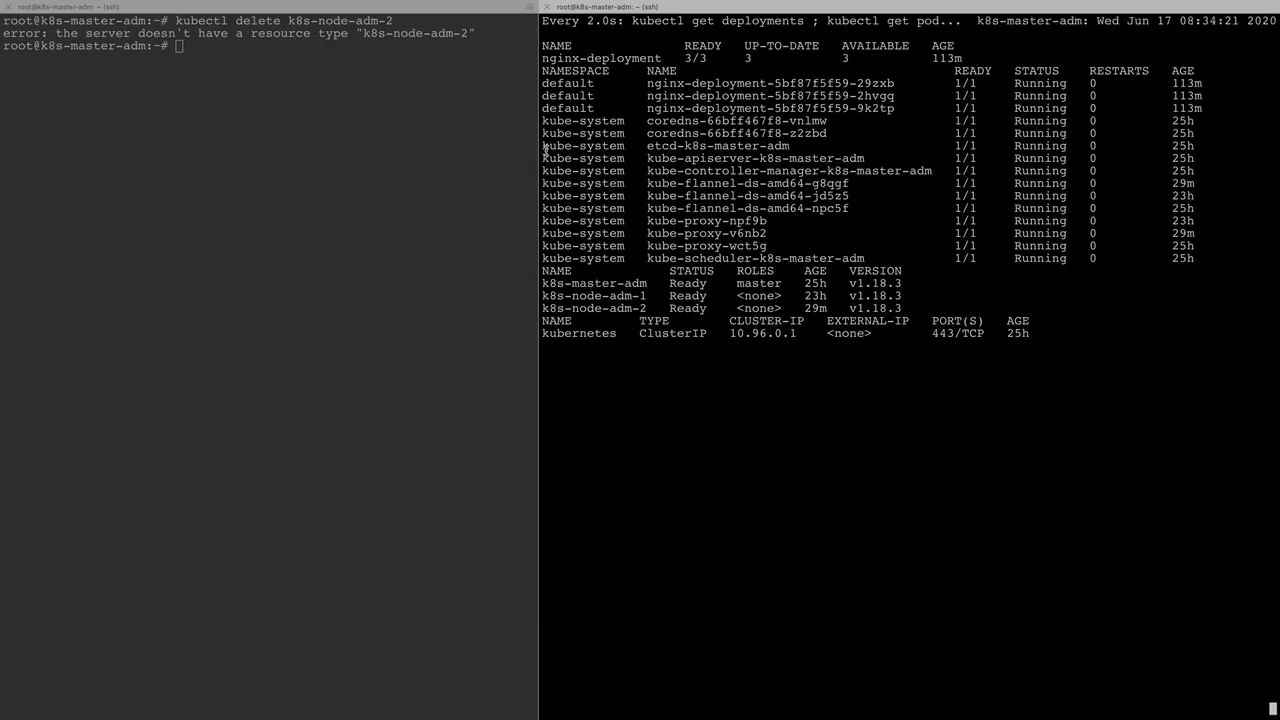 root@k8s-master-adm: ~ (ssh)
root@k8s-master-adm:~# kubectl delete k8s-node-adm-2
error: the server doesn't have a resource type "k8s-node-adm-2"
root@k8s-master-adm:~#
root@k8s-master-adm: ~ (ssh)
Every 2.0s: kubectl get deployments ; kubectl get pod... k8s-master-adm: Wed Jun 17 08:34:21 2020
NAME READY UP-TO-DATE AVAILABLE AGE
nginx-deployment 3/3 3 3 113m
NAMESPACE NAME READY STATUS RESTARTS AGE
default nginx-deployment-5bf87f5f59-29zxb 1/1 Running 0 113m
default nginx-deployment-5bf87f5f59-2hvgq 1/1 Running 0 113m
default nginx-deployment-5bf87f5f59-9k2tp 1/1 Running 0 113m
kube-system coredns-66bff467f8-vnlmw 1/1 Running 0 25h
kube-system coredns-66bff467f8-z2zbd 1/1 Running 0 25h
kube-system etcd-k8s-master-adm 1/1 Running 0 25h
kube-system kube-apiserver-k8s-master-adm 1/1 Running 0 25h
kube-system kube-controller-manager-k8s-master-adm 1/1 Running 0 25h
kube-system kube-flannel-ds-amd64-g8qgf 1/1 Running 0 29m
kube-system kube-flannel-ds-amd64-jd5z5 1/1 Running 0 23h
kube-system kube-flannel-ds-amd64-npc5f 1/1 Running 0 25h
kube-system kube-proxy-npf9b 1/1 Running 0 23h
kube-system kube-proxy-v6nb2 1/1 Running 0 29m
kube-system kube-proxy-wct5g 1/1 Running 0 25h
kube-system kube-scheduler-k8s-master-adm 1/1 Running 0 25h
NAME STATUS ROLES AGE VERSION
k8s-master-adm Ready master 25h v1.18.3
k8s-node-adm-1 Ready <none> 23h v1.18.3
k8s-node-adm-2 Ready <none> 29m v1.18.3
NAME TYPE CLUSTER-IP EXTERNAL-IP PORT(S) AGE
kubernetes ClusterIP 10.96.0.1 <none> 443/TCP 25h